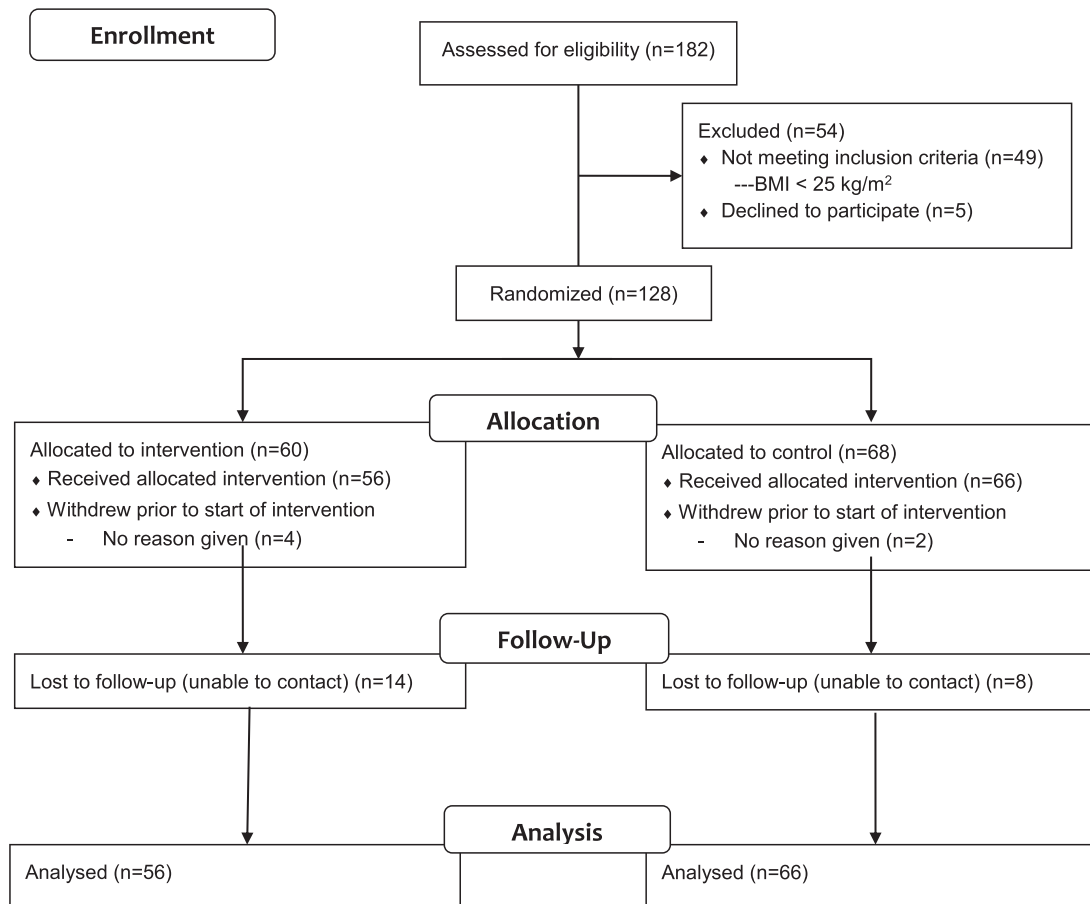 Enrollment
Assessed for eligibility (n=182)
Excluded (n=54)
♦ Not meeting inclusion criteria (n=49)
---BMI < 25 kg/m²
♦ Declined to participate (n=5)
Randomized (n=128)
Allocation
Allocated to intervention (n=60)
♦ Received allocated intervention (n=56)
♦ Withdrew prior to start of intervention
- No reason given (n=4)
Allocated to control (n=68)
♦ Received allocated intervention (n=66)
♦ Withdrew prior to start of intervention
- No reason given (n=2)
Follow-Up
Lost to follow-up (unable to contact) (n=14)
Lost to follow-up (unable to contact) (n=8)
Analysis
Analysed (n=56)
Analysed (n=66)